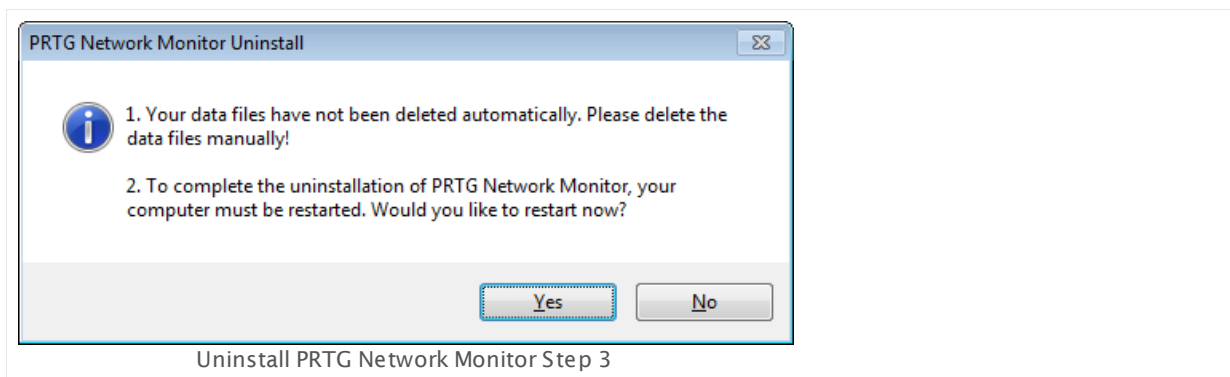 PRTG Network Monitor Uninstall
1. Your data files have not been deleted automatically. Please delete the
data files manually!
2. To complete the uninstallation of PRTG Network Monitor, your
computer must be restarted. Would you like to restart now?
Yes
No
Uninstall PRTG Network Monitor Step 3